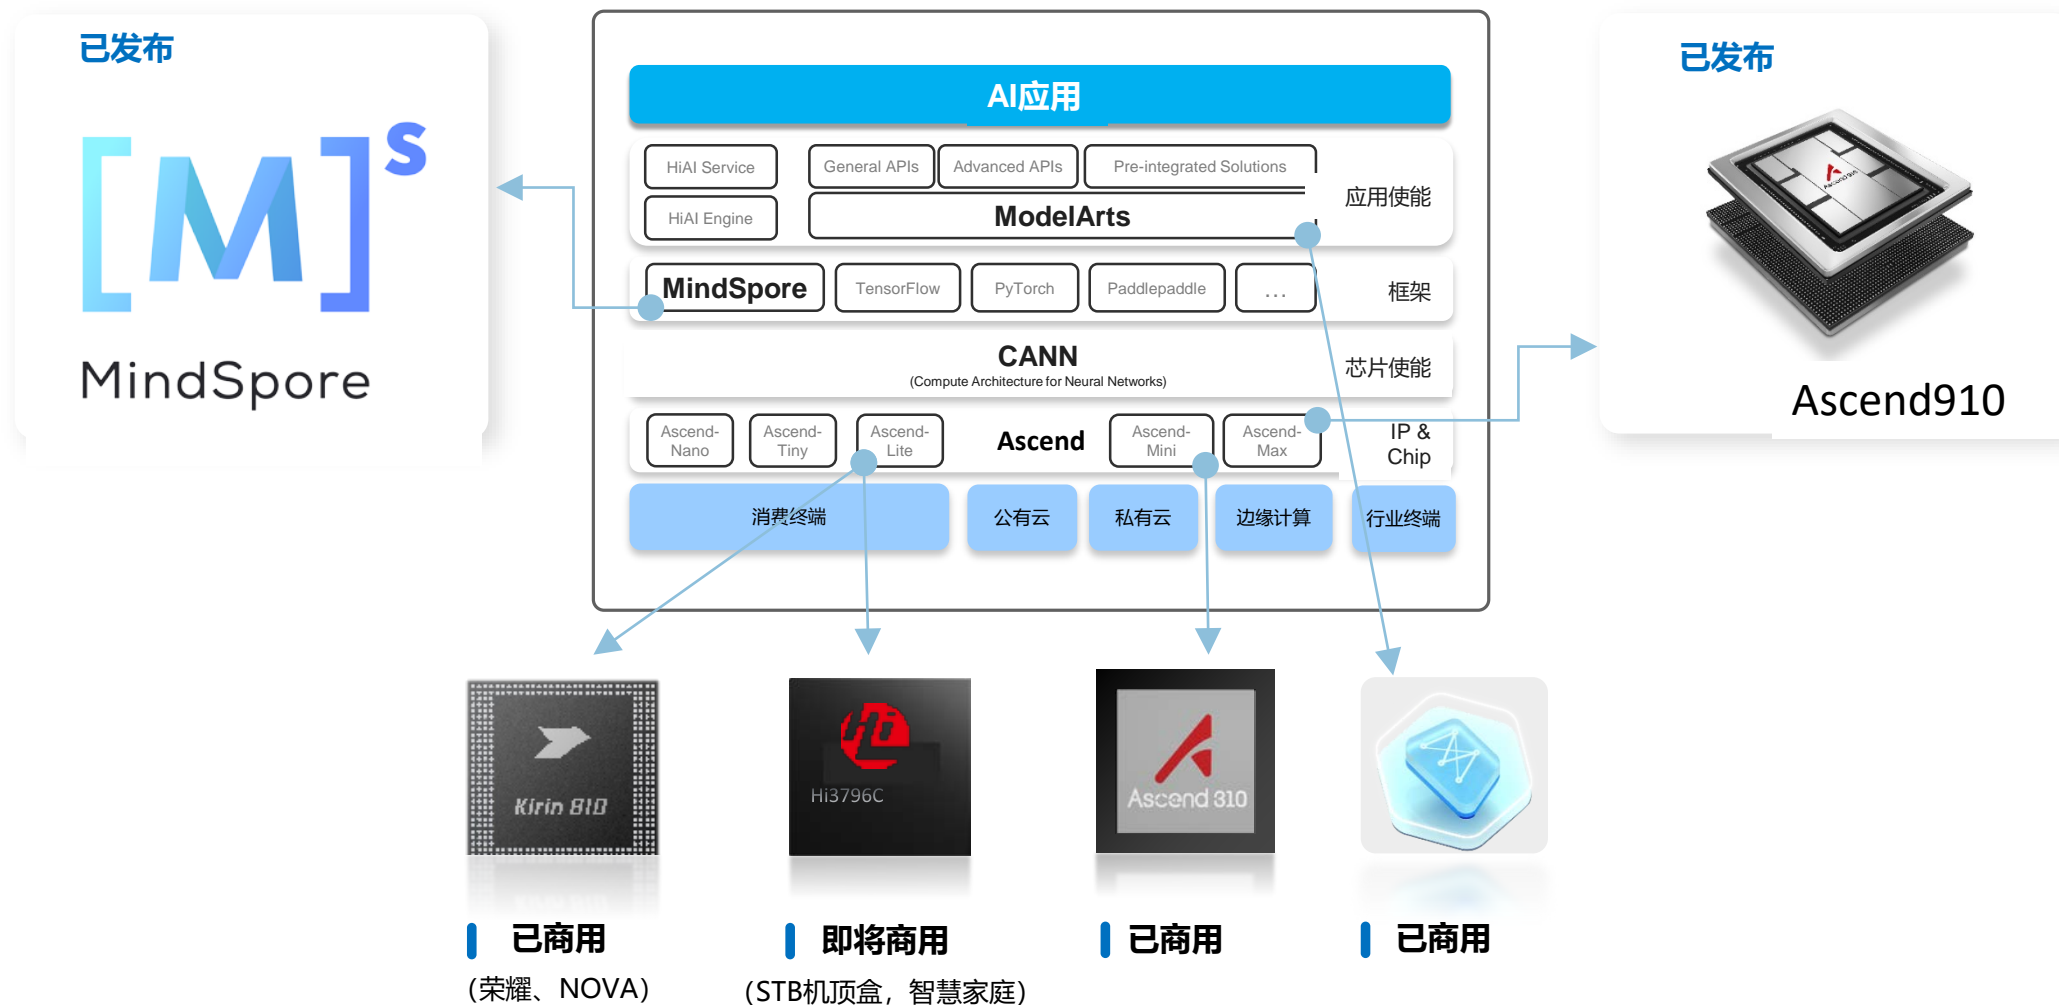 已发布
[M]s
MindSpore
AI应用
HiAI Service
General APIs
Advanced APIs
Pre-integrated Solutions
HiAI Engine
ModelArts
应用使能
MindSpore
TensorFlow
PyTorch
Paddlepaddle
...
框架
CANN
(Compute Architecture for Neural Networks)
芯片使能
Ascend-
Nano
Ascend-
Tiny
Ascend-
Lite
Ascend
Ascend-
Mini
Ascend-
Max
IP &
Chip
消费终端
公有云
私有云
边缘计算
行业终端
已发布
Ascend910
Ascend910
Kirin 810
Hi3796C
Ascend 310
已商用
(荣耀、NOVA)
即将商用
(STB机顶盒，智慧家庭)
已商用
已商用